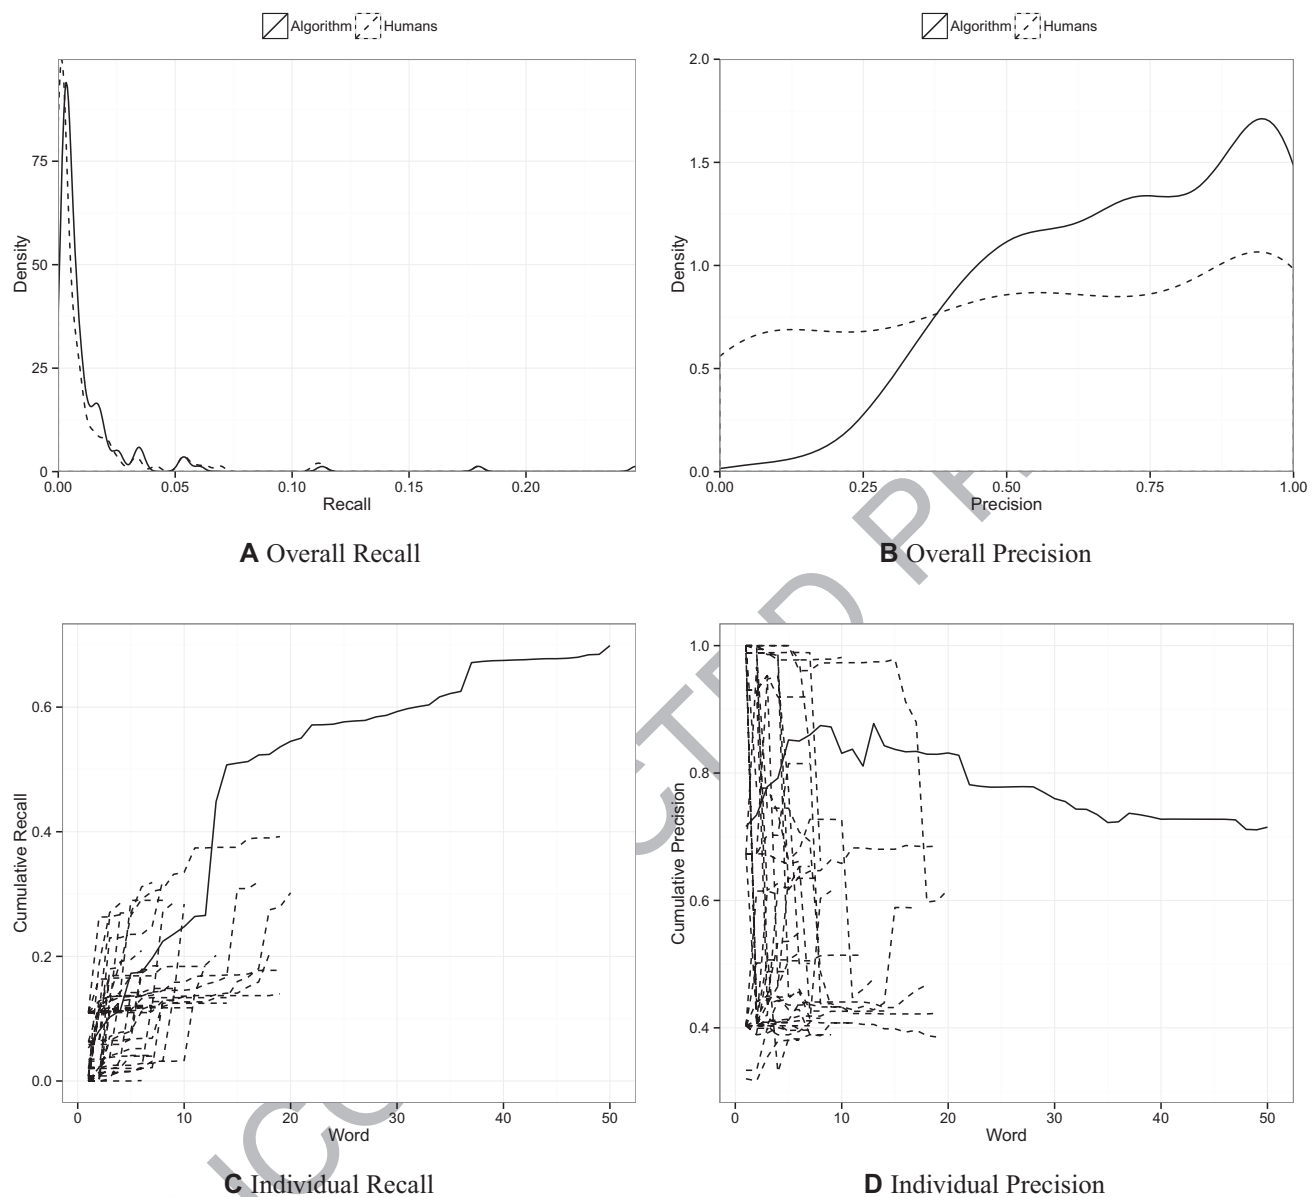 Algorithm Humans
Density
75
50
25
0
0.00 0.05 0.10 0.15 0.20
Recall
A Overall Recall
Algorithm Humans
Density
2.0
1.5
1.0
0.5
0.0
0.00 0.25 0.50 0.75 1.00
Precision
B Overall Precision
Cumulative Recall
0.6
0.4
0.2
0.0
0 10 20 30 40 50
Word
C Individual Recall
Cumulative Precision
1.0
0.8
0.6
0.4
0 10 20 30 40 50
Word
D Individual Precision